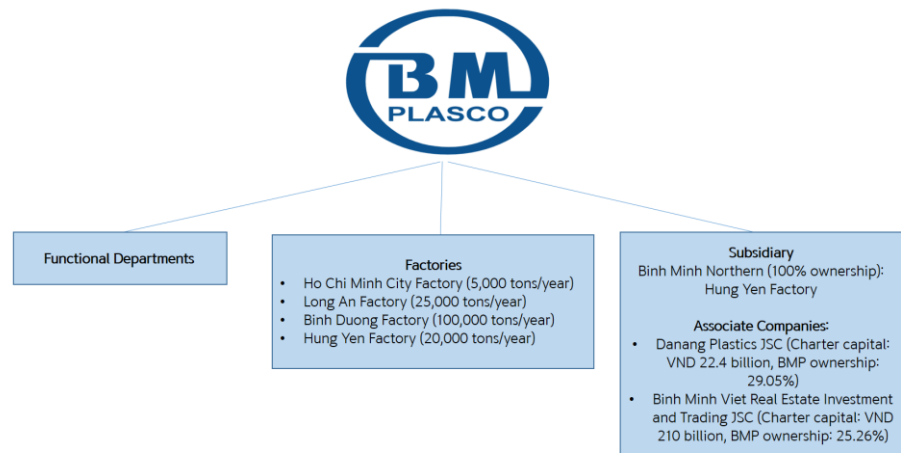 BM
PLASCO
Functional Departments
Factories
• Ho Chi Minh City Factory (5,000 tons/year)
• Long An Factory (25,000 tons/year)
• Binh Duong Factory (100,000 tons/year)
• Hung Yen Factory (20,000 tons/year)
Subsidiary
Binh Minh Northern (100% ownership):
Hung Yen Factory
Associate Companies:
• Danang Plastics JSC (Charter capital:
VND 22.4 billion, BMP ownership:
29.05%)
• Binh Minh Viet Real Estate Investment
and Trading JSC (Charter capital: VND
210 billion, BMP ownership: 25.26%)